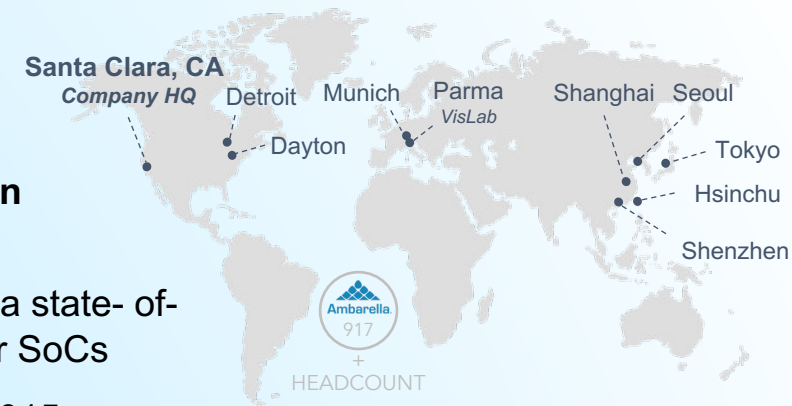 Santa Clara, CA
Company HQ
Detroit
Munich
Parma
VisLab
Shanghai
Seoul
Dayton
Tokyo
Hsinchu
Shenzhen
n
a state- of-
r SoCs
Ambarella
917
+
HEADCOUNT